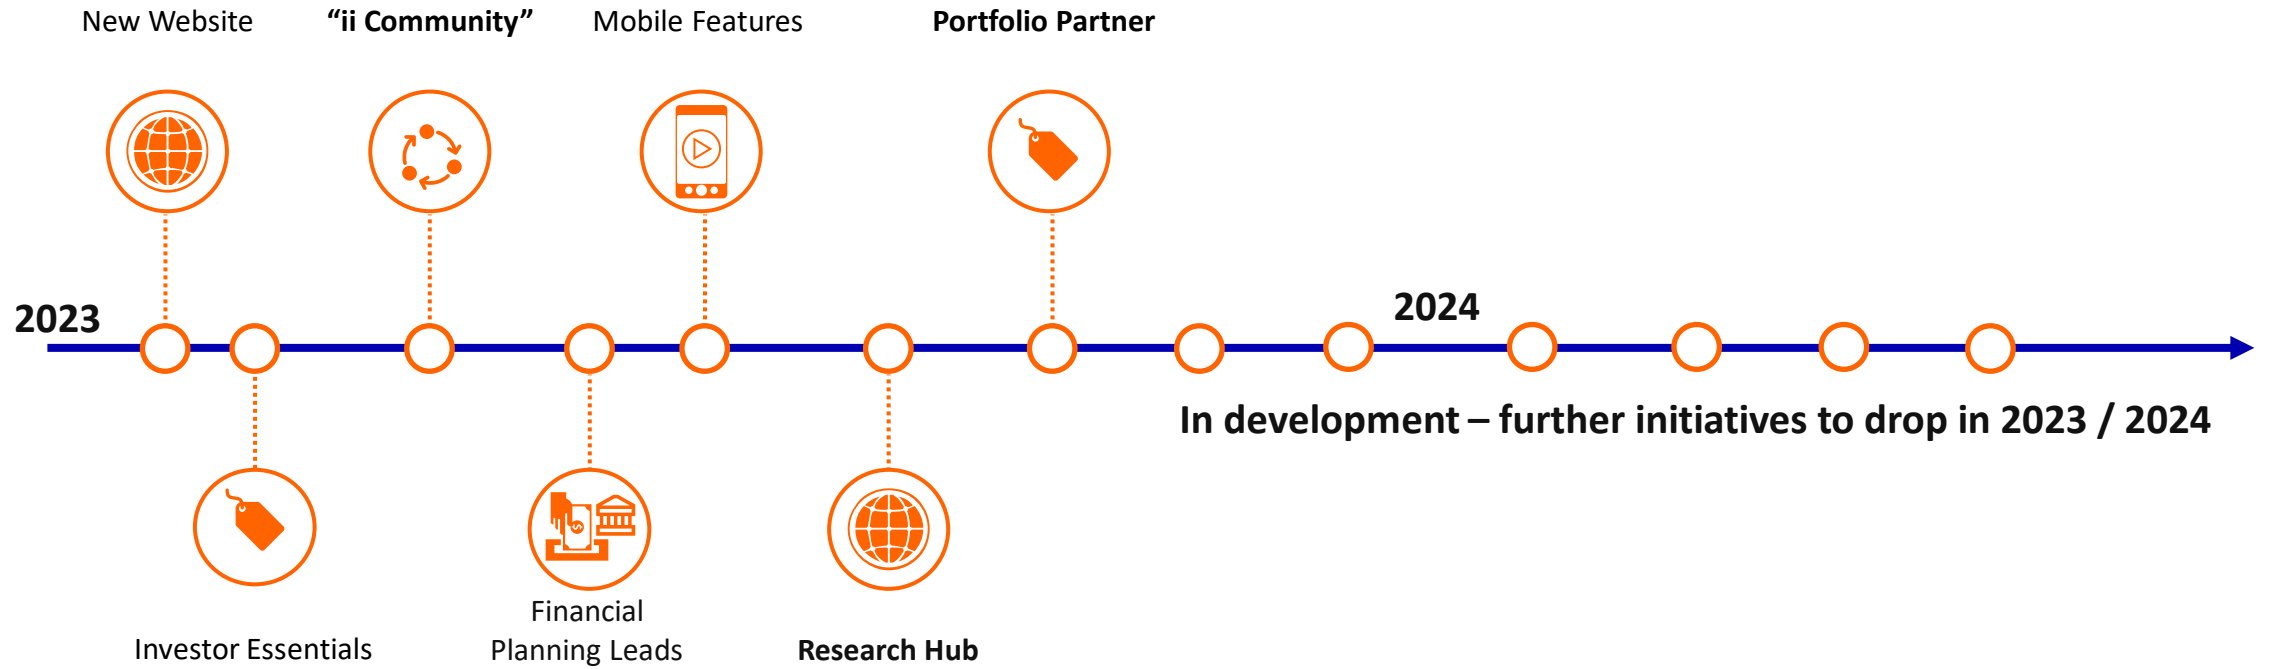 New Website
“ii Community”
Mobile Features
Portfolio Partner
2023
2024
In development – further initiatives to drop in 2023 / 2024
Investor Essentials
Financial
Planning Leads
Research Hub